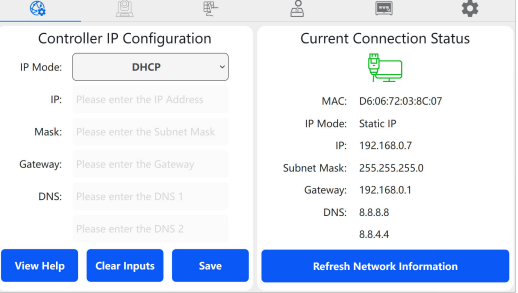 Controller IP Configuration
IP Mode: DHCP
IP: Please enter the IP Address
Mask: Please enter the Subnet Mask
Gateway: Please enter the Gateway
DNS: Please enter the DNS 1
Please enter the DNS 2
View Help Clear Inputs Save
Current Connection Status
MAC: D6:06:72:03:8C:07
IP Mode: Static IP
IP: 192.168.0.7
Subnet Mask: 255.255.255.0
Gateway: 192.168.0.1
DNS: 8.8.8.8
8.8.4.4
Refresh Network Information